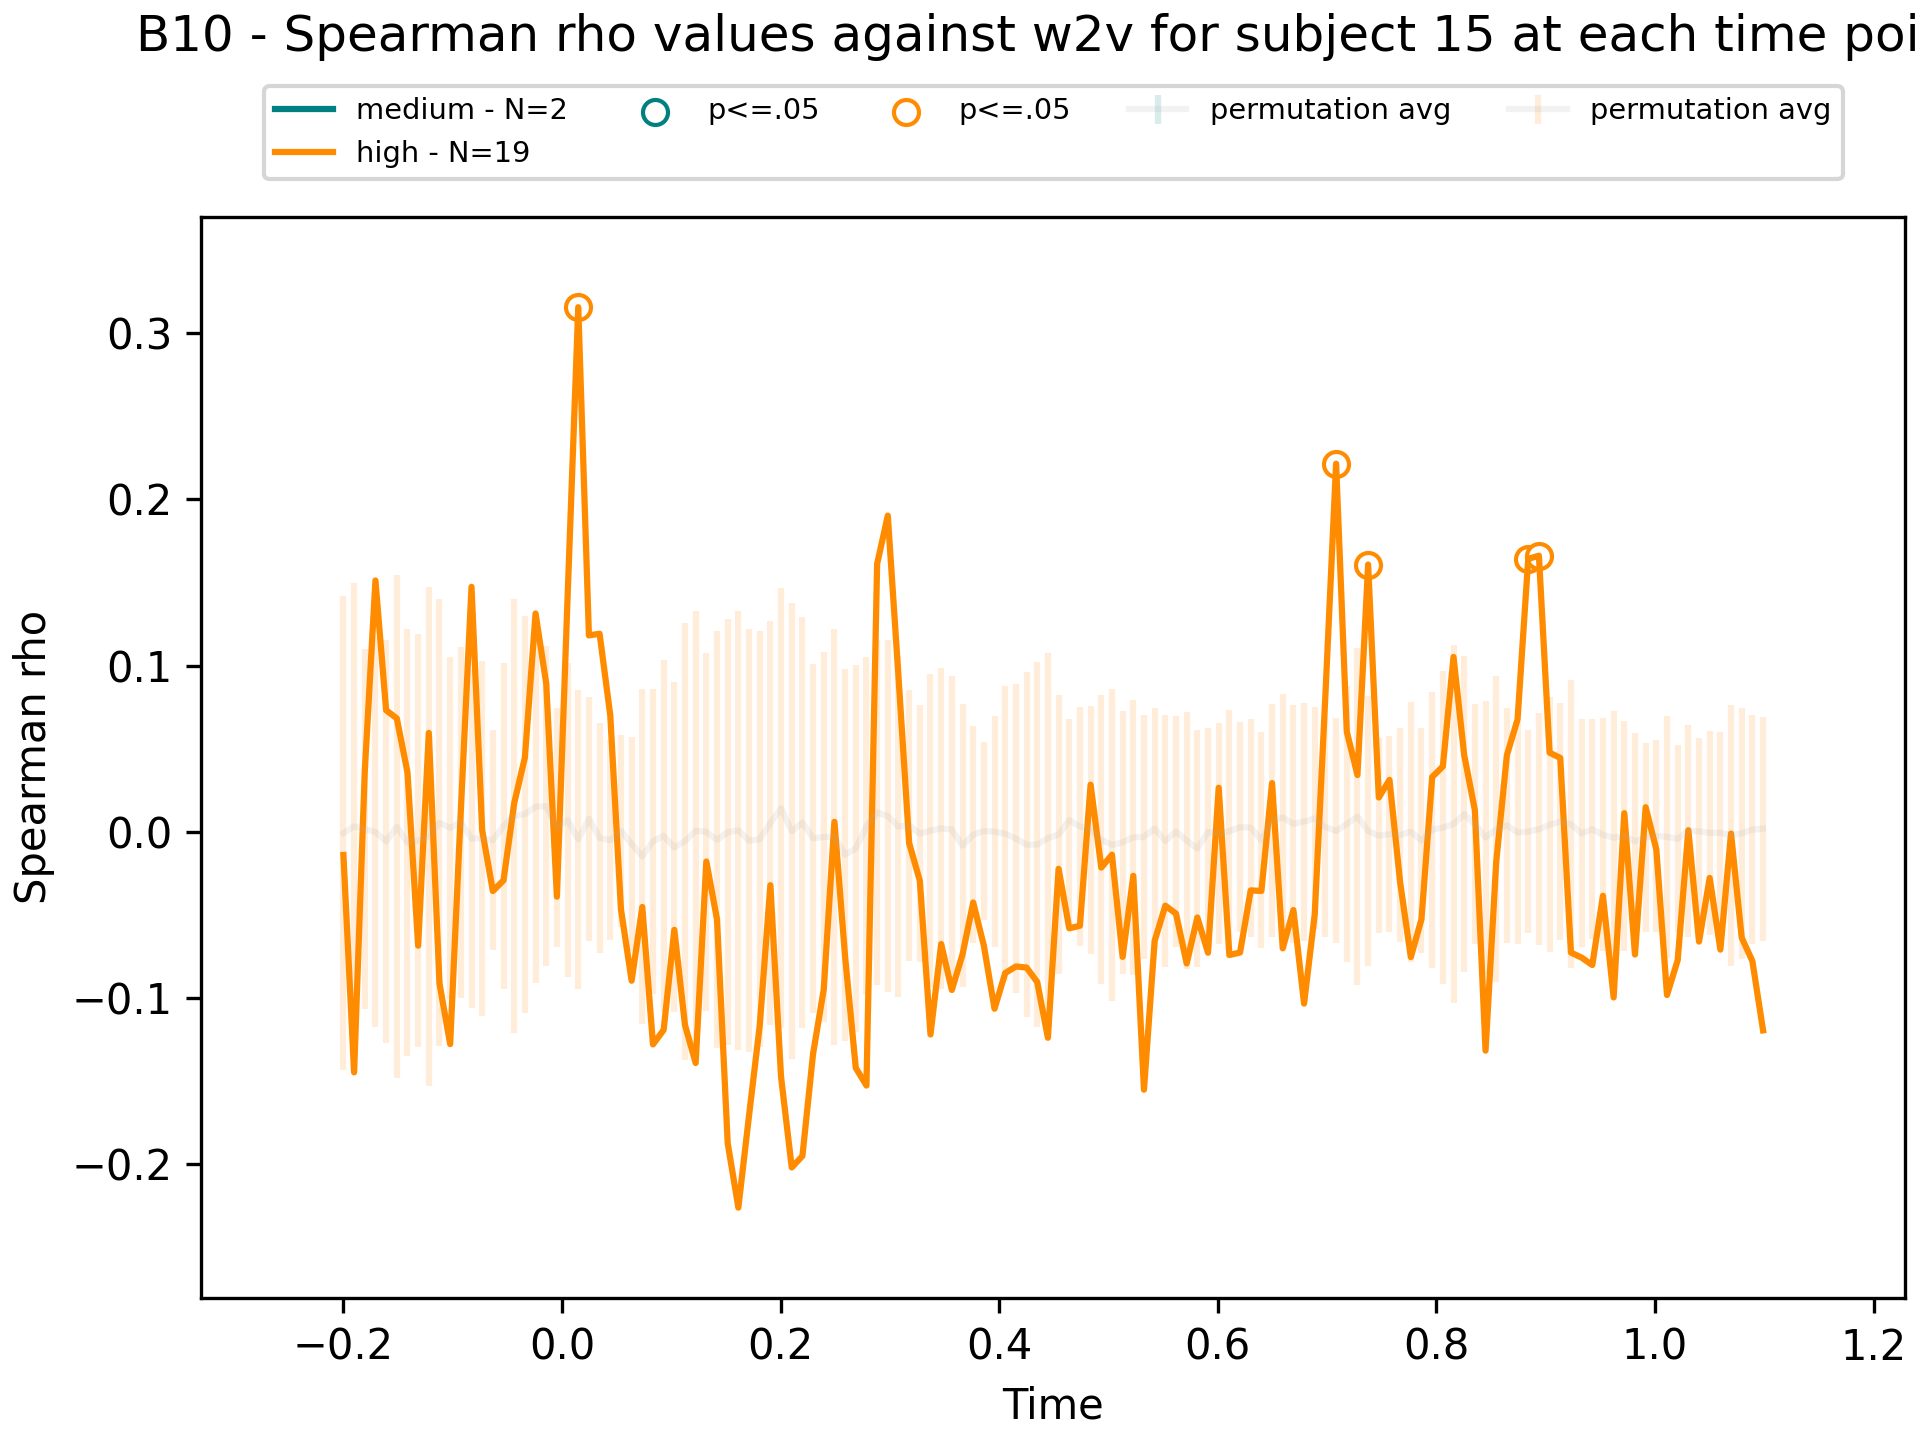 B10 - Spearman rho values against w2v for subject 15 at each time poi
medium - N=2 p<=.05 p<=.05 permutation avg permutation avg
high - N=19
0.3
0.2
0.1
0.0
−0.1
−0.2
Spearman rho
−0.2 0.0 0.2 0.4 0.6 0.8 1.0 1.2
Time